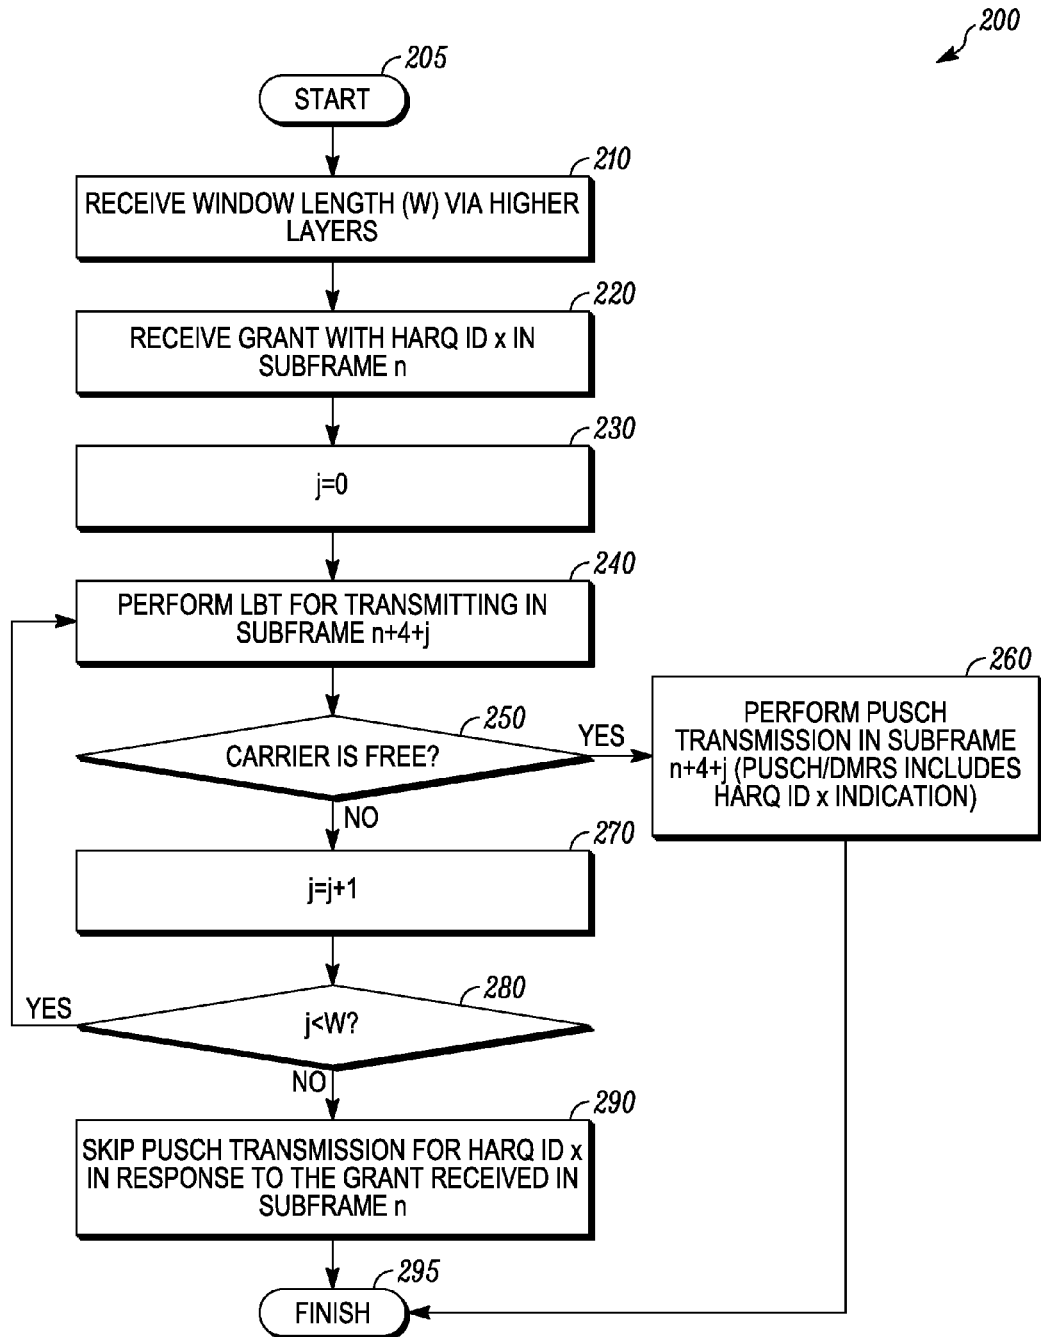 200
205
START
210
RECEIVE WINDOW LENGTH (W) VIA HIGHER
LAYERS
220
RECEIVE GRANT WITH HARQ ID x IN
SUBFRAME n
230
j=0
240
PERFORM LBT FOR TRANSMITTING IN
SUBFRAME n+4+j
250
CARRIER IS FREE?
YES
260
PERFORM PUSCH
TRANSMISSION IN SUBFRAME
n+4+j (PUSCH/DMRS INCLUDES
HARQ ID x INDICATION)
NO
270
j=j+1
280
j<W?
YES
NO
290
SKIP PUSCH TRANSMISSION FOR HARQ ID x
IN RESPONSE TO THE GRANT RECEIVED IN
SUBFRAME n
295
FINISH